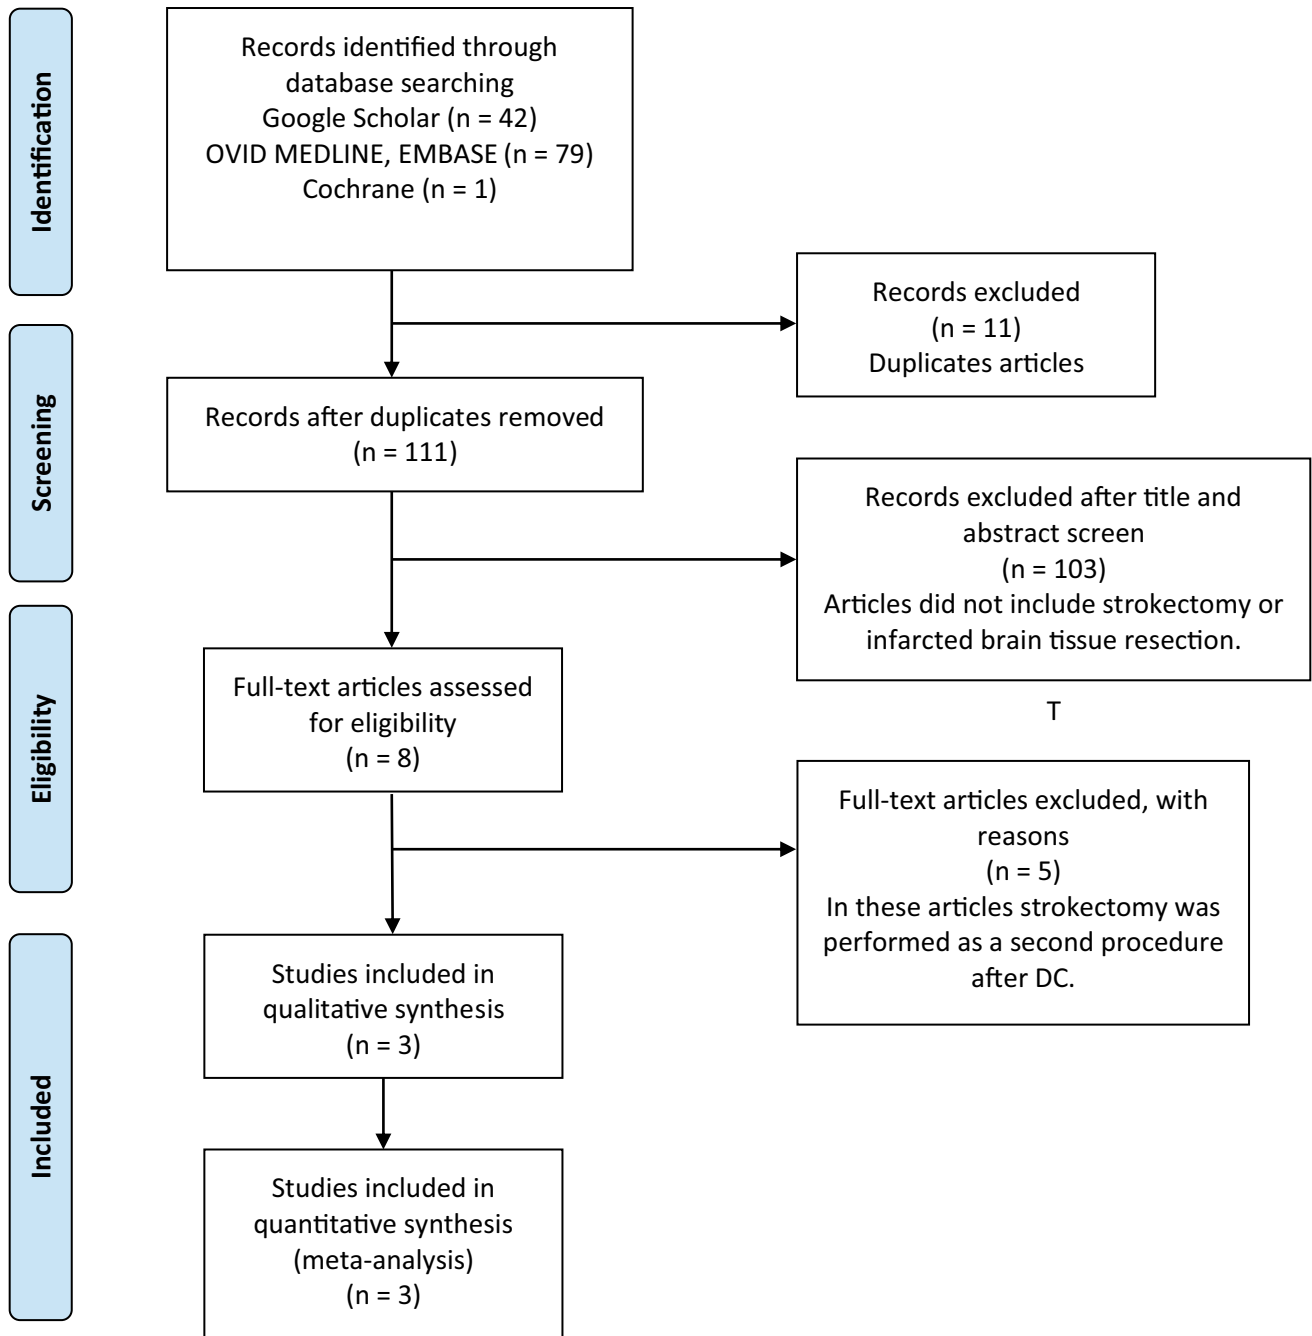 Identification
Records identified through
database searching
Google Scholar (n = 42)
OVID MEDLINE, EMBASE (n = 79)
Cochrane (n = 1)
Records excluded
(n = 11)
Duplicates articles
Screening
Records after duplicates removed
(n = 111)
Records excluded after title and
abstract screen
(n = 103)
Articles did not include strokectomy or
infarcted brain tissue resection.
T
Eligibility
Full-text articles assessed
for eligibility
(n = 8)
Full-text articles excluded, with
reasons
(n = 5)
In these articles strokectomy was
performed as a second procedure
after DC.
Included
Studies included in
qualitative synthesis
(n = 3)
Studies included in
quantitative synthesis
(meta-analysis)
(n = 3)